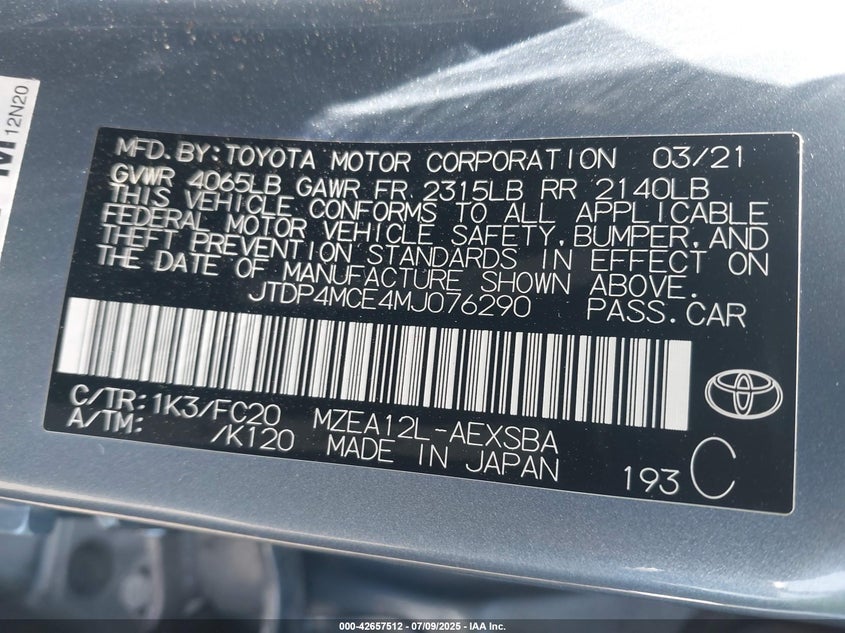 M 12N20
MFD.BY:TOYOTA MOTOR CORPORATION 03/21
GVWR 4065LB GAWR FR 2315LB RR 2140LB
THIS VEHICLE CONFORMS TO ALL APPLICABLE
FEDERAL MOTOR VEHICLE SAFETY,BUMPER,AND
THEFT PREVENTION STANDARDS IN EFFECT ON
THE DATE OF MANUFACTURE SHOWN ABOVE.
JTDP4MCE4MJ076290 PASS.CAR
C/TR: 1K3/FC20 MZEA12L-AEXSBA
A/TM: /K120 MADE IN JAPAN 193 C
000-42657512 - 07/09/2025 - IAA Inc.